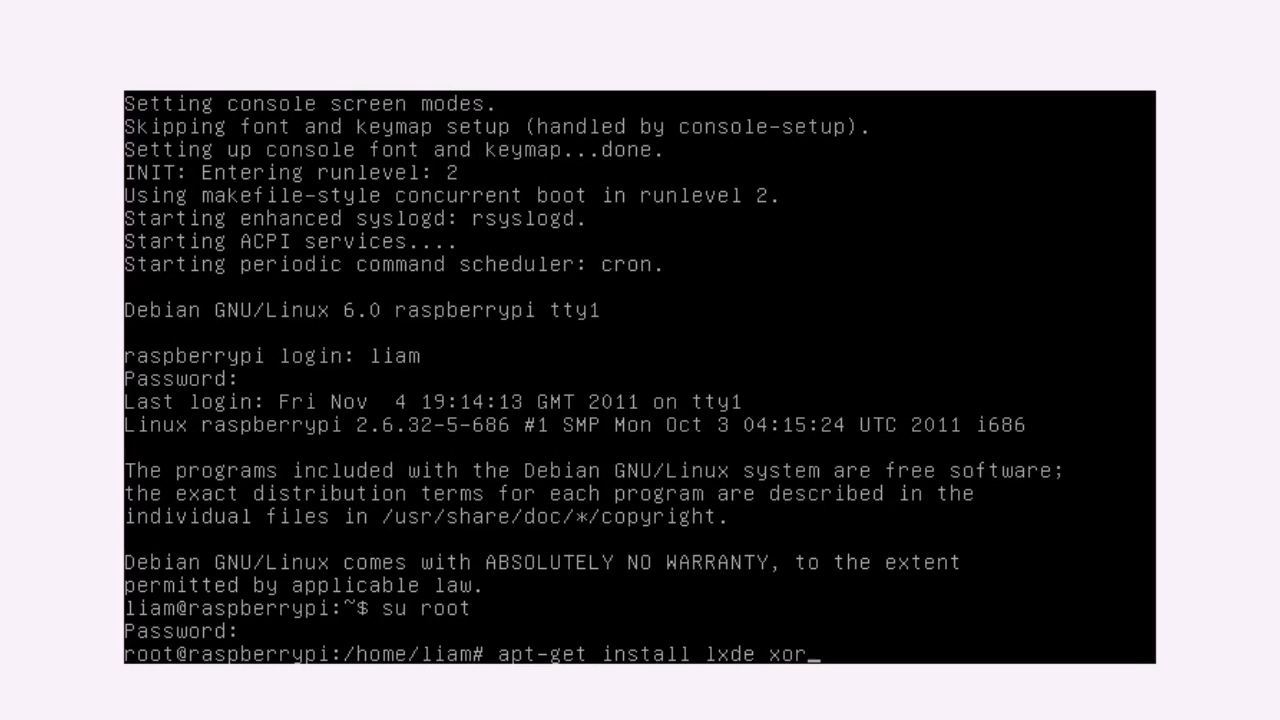 Setting console screen modes.
Skipping font and keymap setup (handled by console-setup).
Setting up console font and keymap...done.
INIT: Entering runlevel: 2
Using makefile-style concurrent boot in runlevel 2.
Starting enhanced syslogd: rsyslogd.
Starting ACPI services....
Starting periodic command scheduler: cron.
Debian GNU/Linux 6.0 raspberrypi tty1
raspberrypi login: liam
Password:
Last login: Fri Nov  4 19:14:13 GMT 2011 on tty1
Linux raspberrypi 2.6.32-5-686 #1 SMP Mon Oct 3 04:15:24 UTC 2011 i686
The programs included with the Debian GNU/Linux system are free software;
the exact distribution terms for each program are described in the
individual files in /usr/share/doc/*/copyright.
Debian GNU/Linux comes with ABSOLUTELY NO WARRANTY, to the extent
permitted by applicable law.
liam@raspberrypi:~$ su root
Password:
root@raspberrypi:/home/liam# apt-get install lxde xor_